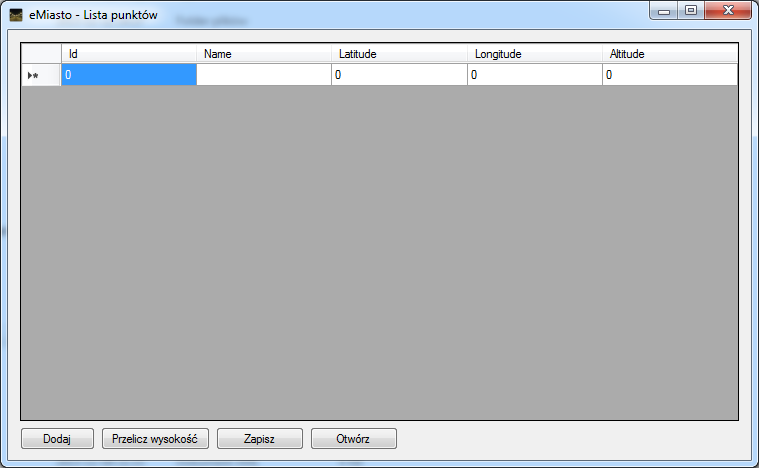 eMiasto - Lista punktów
Id Name Latitude Longitude Altitude
0 0 0 0
Dodaj Przelicz wysokość Zapisz Otwórz